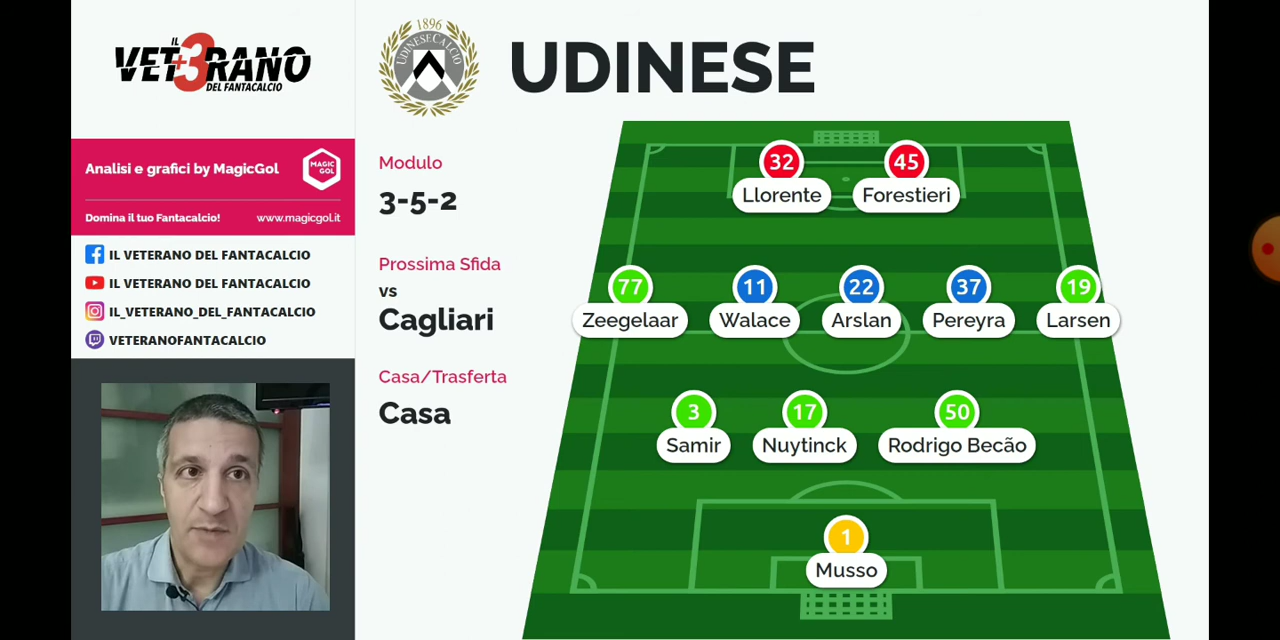 IL
VET+3RANO
DEL FANTACALCIO
Analisi e grafici by MagicGol
MAGIC
GOL
Domina il tuo Fantacalcio!
www.magicgol.it
IL VETERANO DEL FANTACALCIO
IL VETERANO DEL FANTACALCIO
IL_VETERANO_DEL_FANTACALCIO
VETERANOFANTACALCIO
1896
UDINESE CALCIO
UDINESE
Modulo
3-5-2
Prossima Sfida
vs
Cagliari
Casa/Trasferta
Casa
32
45
Llorente
Forestieri
77
11
22
37
19
Zeegelaar
Walace
Arslan
Pereyra
Larsen
3
17
50
Samir
Nuytinck
Rodrigo Becão
1
Musso